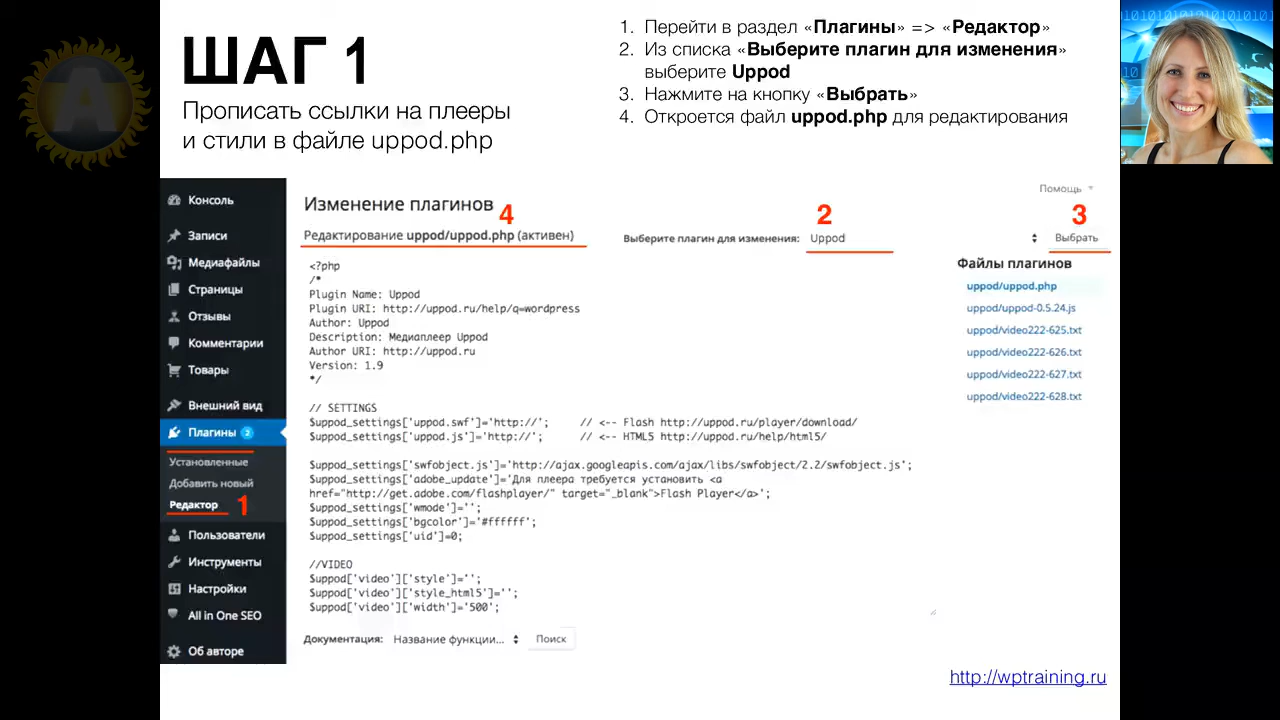 ШАГ 1
Прописать ссылки на плееры
и стили в файле uppod.php
1. Перейти в раздел «Плагины» => «Редактор»
2. Из списка «Выберите плагин для изменения»
выберите Uppod
3. Нажмите на кнопку «Выбрать»
4. Откроется файл uppod.php для редактирования
A
Консоль
Записи
Медиафайлы
Страницы
Отзывы
Комментарии
Товары
Внешний вид
Плагины 2
Установленные
Добавить новый
Редактор 1
Пользователи
Инструменты
Настройки
All in One SEO
Об авторе
Помощь
Изменение плагинов
4
2
3
Редактирование uppod/uppod.php (активен)
Выберите плагин для изменения: Uppod
Выбрать
<?php
/*
Plugin Name: Uppod
Plugin URI: http://uppod.ru/help/q=wordpress
Author: Uppod
Description: Медиаплеер Uppod
Author URI: http://uppod.ru
Version: 1.9
*/
// SETTINGS
$uppod_settings['uppod.swf']='http://'; // <-- Flash http://uppod.ru/player/download/
$uppod_settings['uppod.js']='http://'; // <-- HTML5 http://uppod.ru/help/html5/
$uppod_settings['swfobject.js']='http://ajax.googleapis.com/ajax/libs/swfobject/2.2/swfobject.js';
$uppod_settings['adobe_update']='Для плеера требуется установить <a
href="http://get.adobe.com/flashplayer/" target="_blank">Flash Player</a>';
$uppod_settings['wmode']='';
$uppod_settings['bgcolor']='#ffffff';
$uppod_settings['uid']=0;
//VIDEO
$uppod['video']['style']='';
$uppod['video']['style_html5']='';
$uppod['video']['width']='500';
Файлы плагинов
uppod/uppod.php
uppod/uppod-0.5.24.js
uppod/video222-625.txt
uppod/video222-626.txt
uppod/video222-627.txt
uppod/video222-628.txt
Документация: Название функции... Поиск
http://wptraining.ru